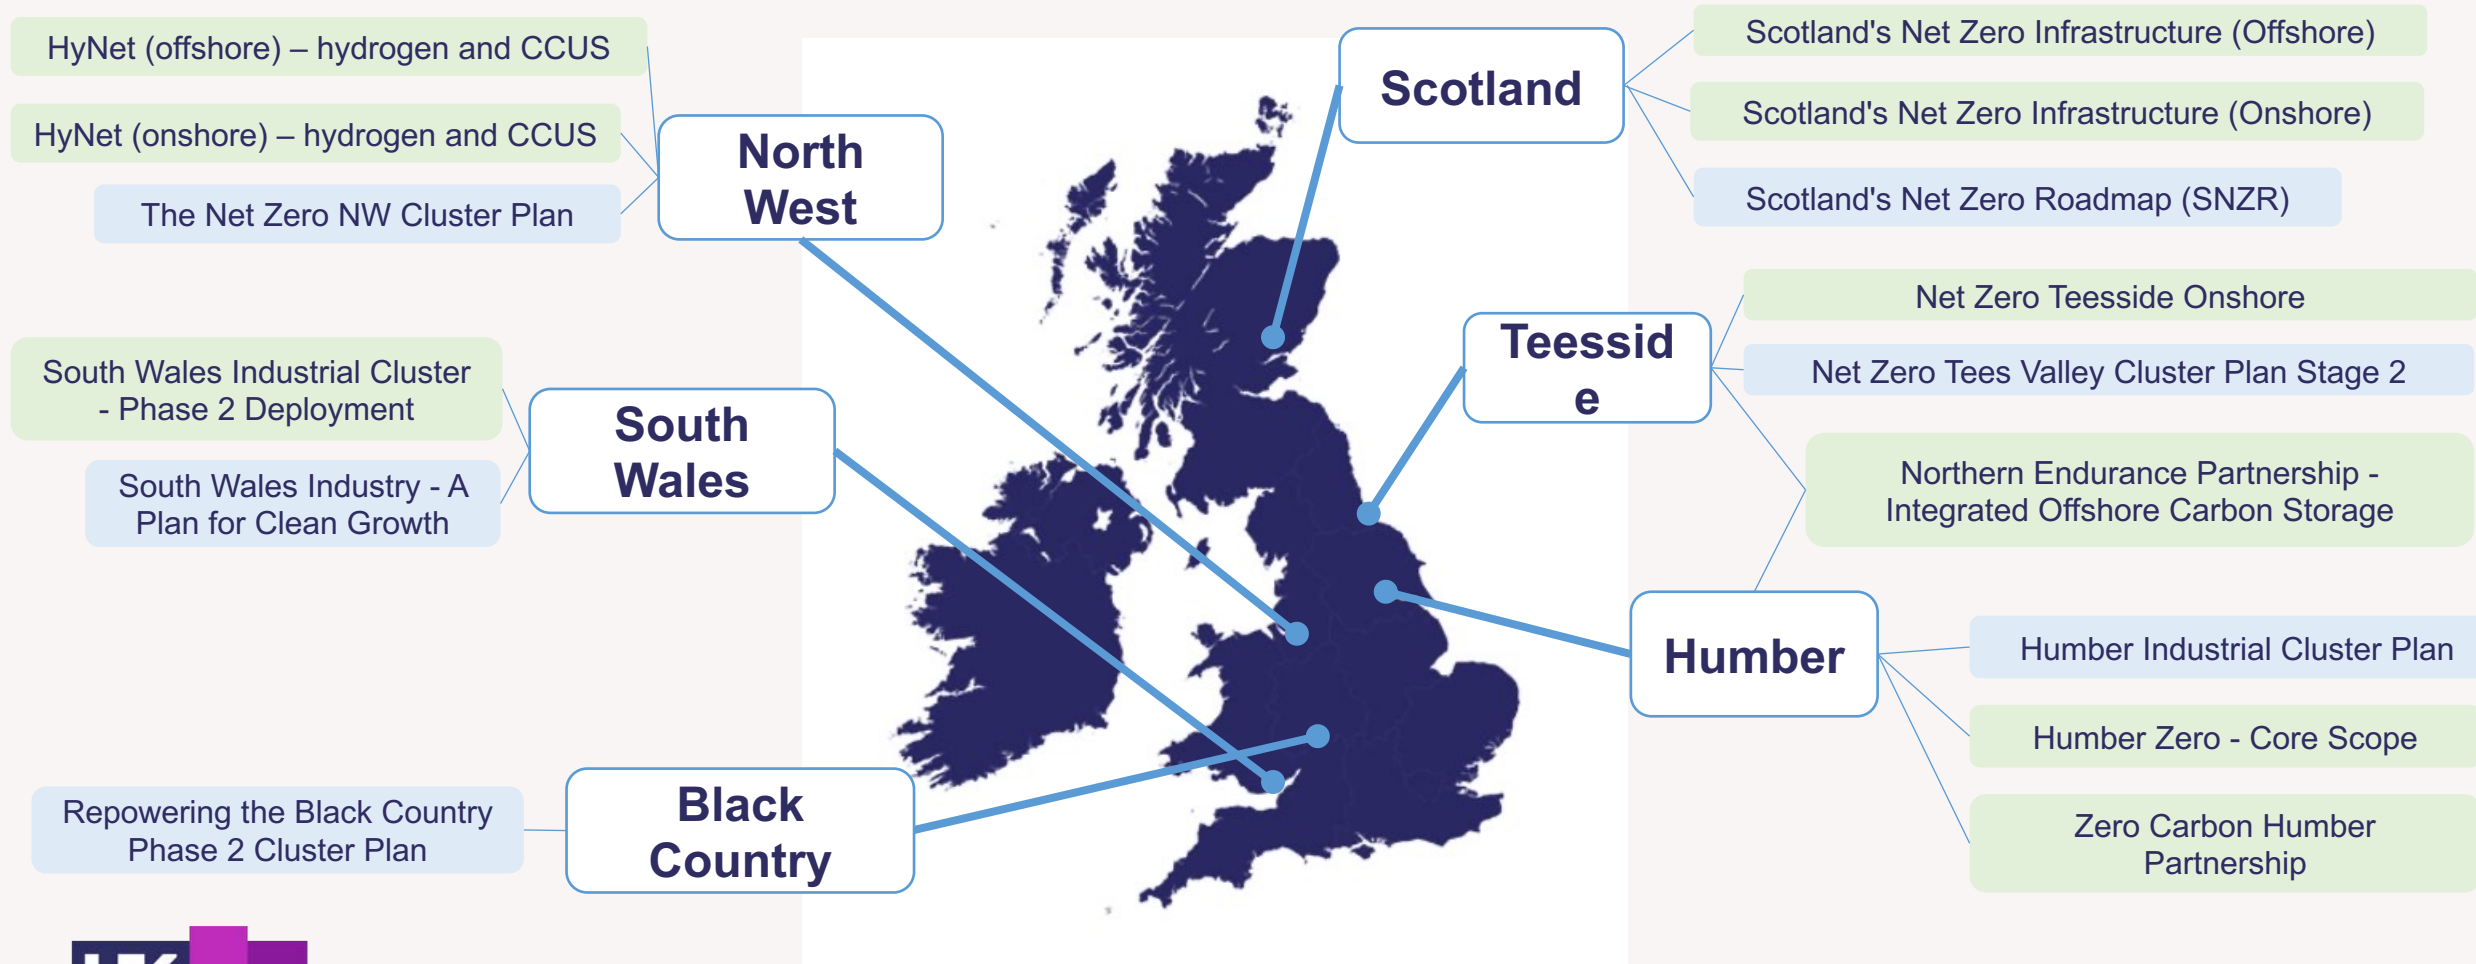 HyNet (offshore) – hydrogen and CCUS
HyNet (onshore) – hydrogen and CCUS
The Net Zero NW Cluster Plan
North
West
Scotland
Scotland's Net Zero Infrastructure (Offshore)
Scotland's Net Zero Infrastructure (Onshore)
Scotland's Net Zero Roadmap (SNZR)
South Wales Industrial Cluster
- Phase 2 Deployment
South Wales Industry - A
Plan for Clean Growth
South
Wales
Teessid
e
Net Zero Teesside Onshore
Net Zero Tees Valley Cluster Plan Stage 2
Northern Endurance Partnership -
Integrated Offshore Carbon Storage
Humber
Humber Industrial Cluster Plan
Humber Zero - Core Scope
Zero Carbon Humber
Partnership
Repowering the Black Country
Phase 2 Cluster Plan
Black
Country